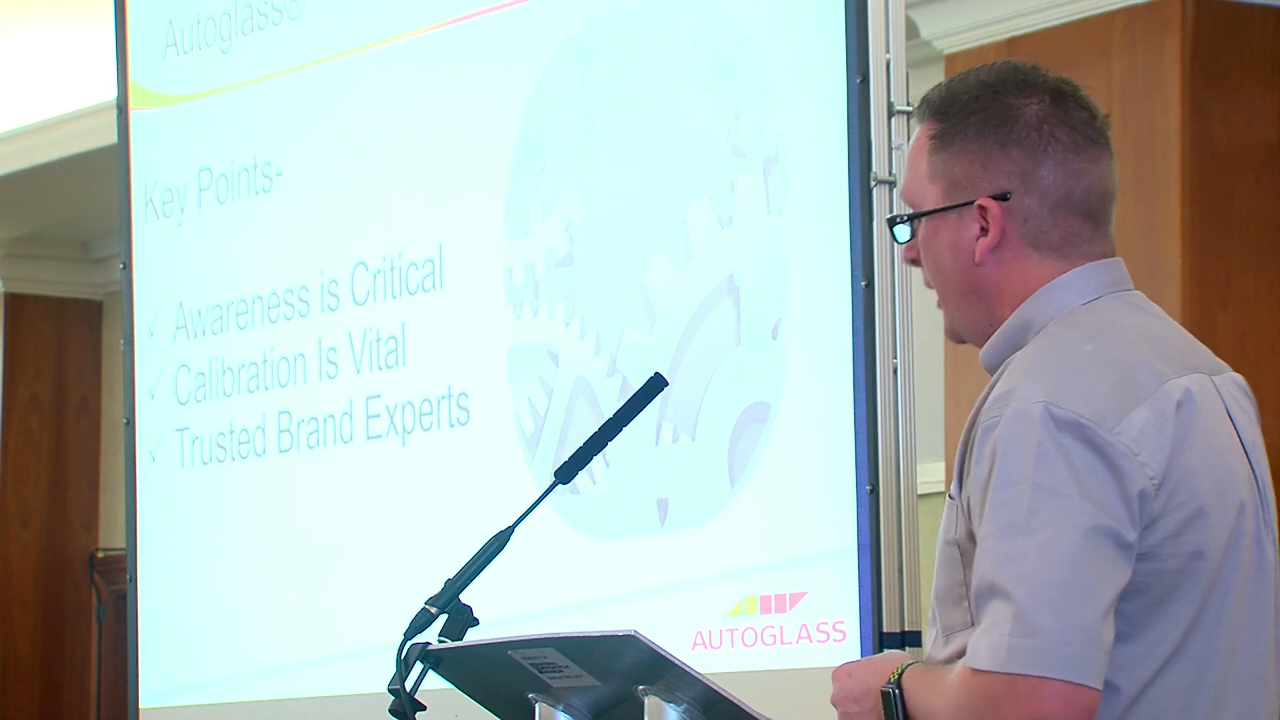 Autoglass®
Key Points-
✓ Awareness is Critical
✓ Calibration Is Vital
✓ Trusted Brand Experts
AUTOGLASS